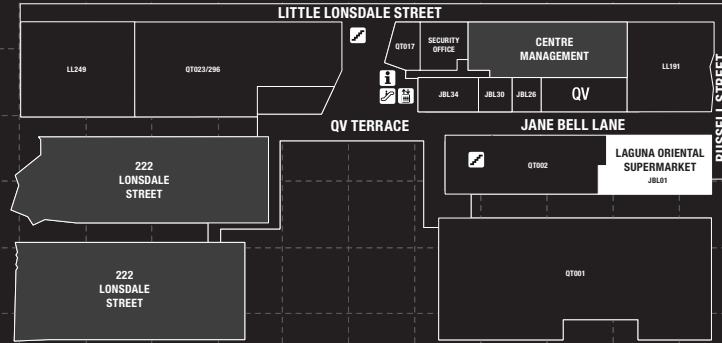 LITTLE LONSDALE STREET
LL249
QT023/296
QT017
SECURITY
OFFICE
CENTRE
MANAGEMENT
LL191
RUSSELL STREET
i
JBL34
JBL30
JBL26
QV
QV TERRACE
JANE BELL LANE
222
LONSDALE
STREET
QT002
LAGUNA ORIENTAL
SUPERMARKET
JBL01
222
LONSDALE
STREET
QT001